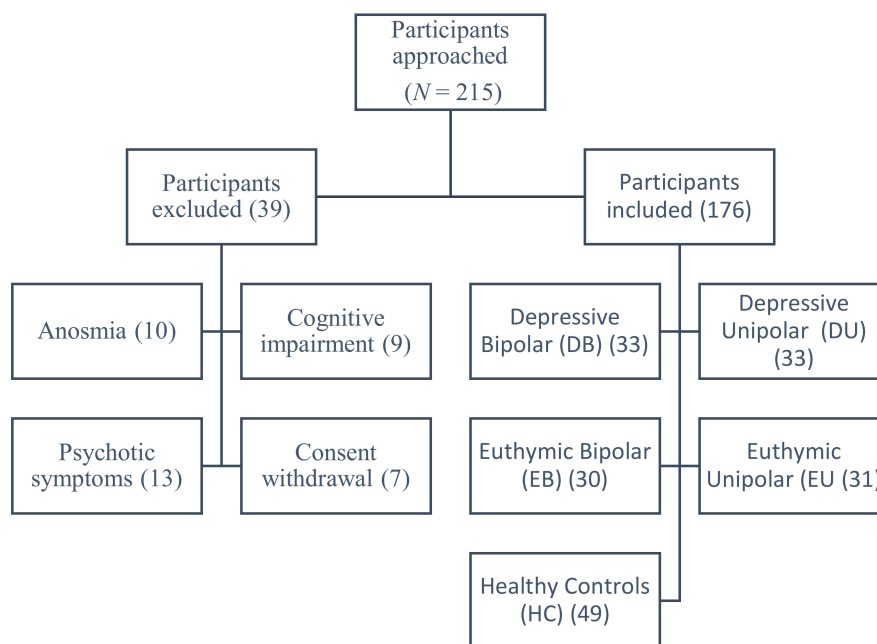 Participants
approached
(N = 215)
Participants
excluded (39)
Participants
included (176)
Anosmia (10)
Cognitive
impairment (9)
Depressive
Bipolar (DB) (33)
Depressive
Unipolar (DU)
(33)
Psychotic
symptoms (13)
Consent
withdrawal (7)
Euthymic Bipolar
(EB) (30)
Euthymic
Unipolar (EU (31)
Healthy Controls
(HC) (49)